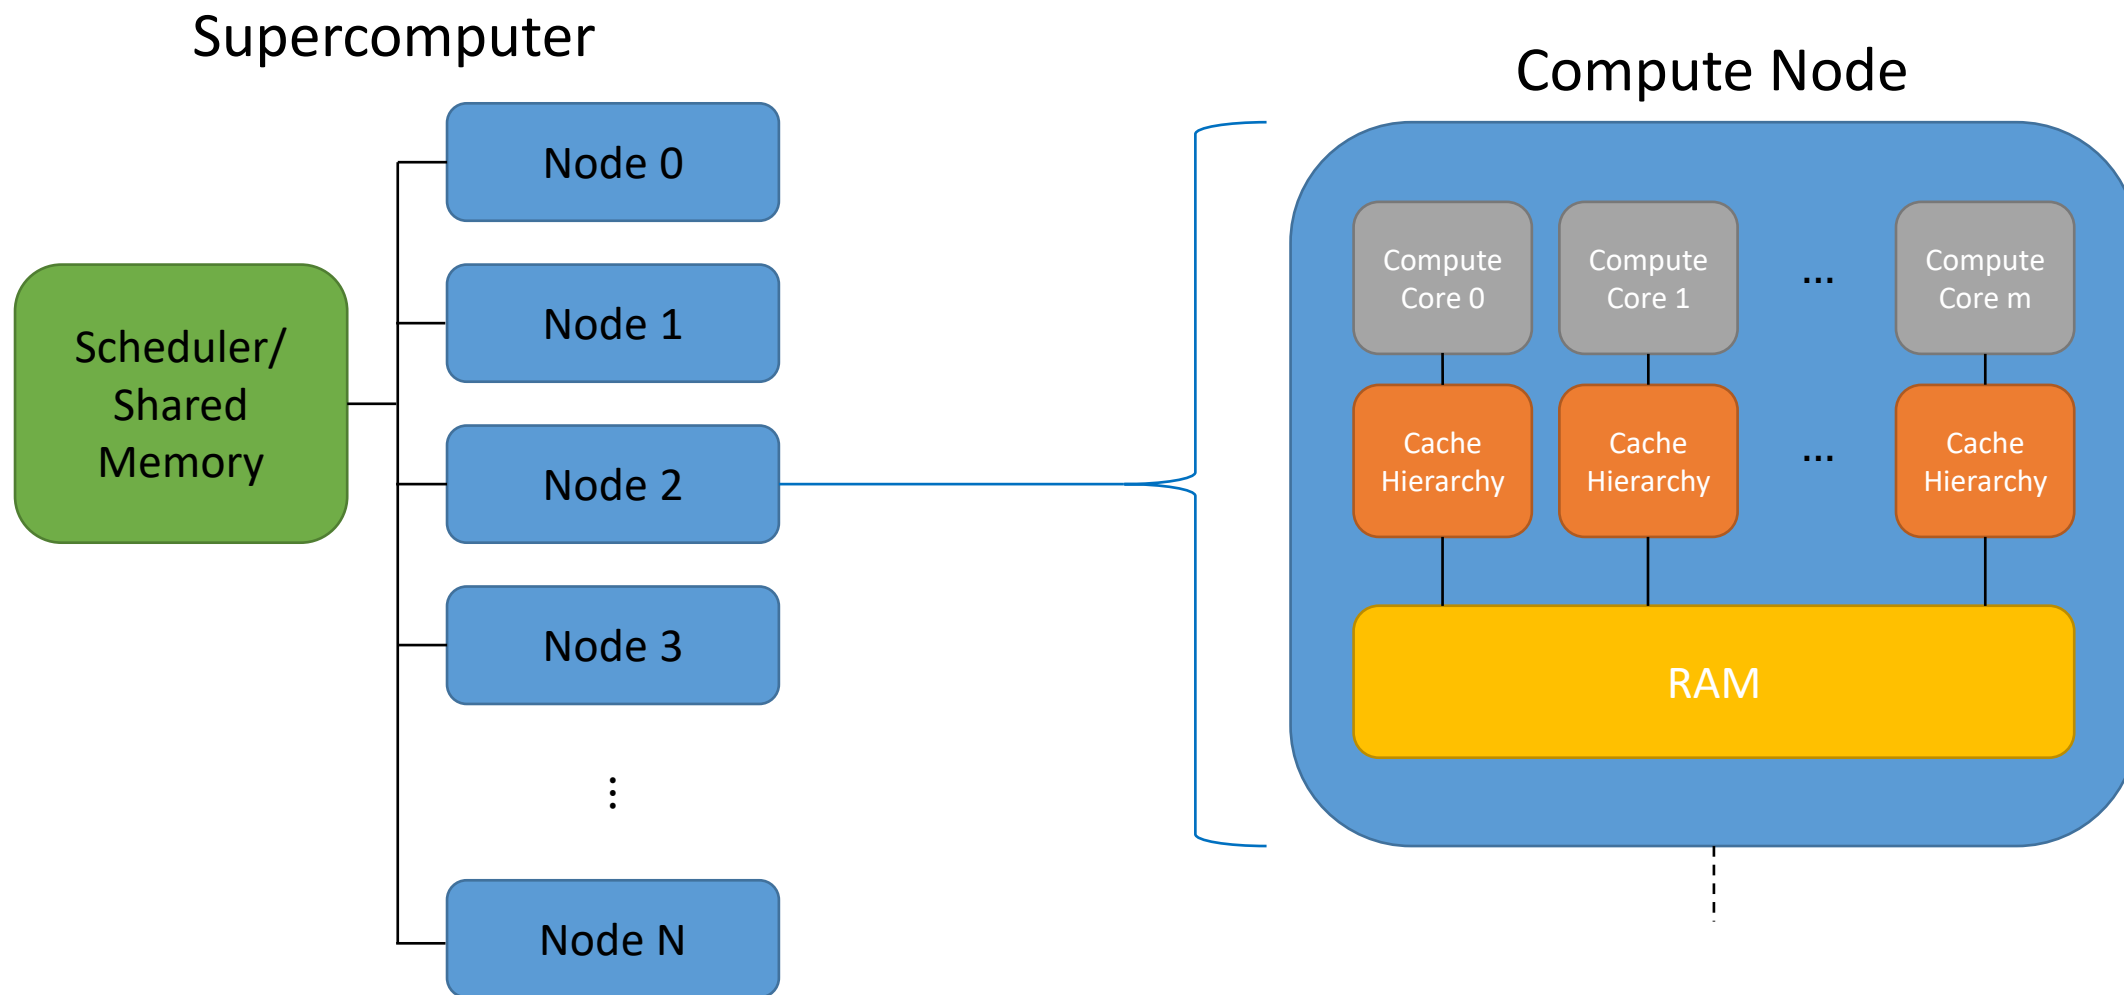 Supercomputer
Scheduler/
Shared
Memory
Node 0
Node 1
Node 2
Node 3
...
Node N
Compute Node
Compute
Core 0
Compute
Core 1
...
Compute
Core m
Cache
Hierarchy
Cache
Hierarchy
...
Cache
Hierarchy
RAM